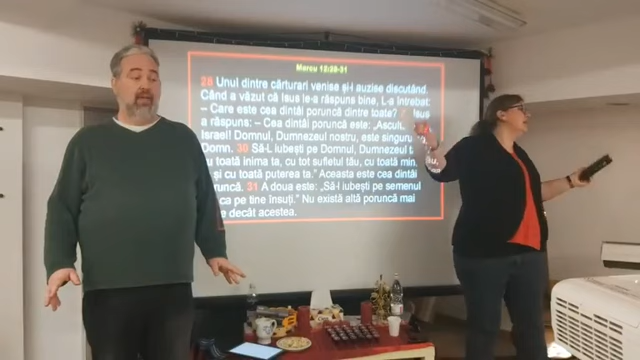 Marcu 12:28-31
28 Unul dintre cărturari venise și-i auzise discutând.
Când a văzut că Isus le-a răspuns bine, L-a întrebat:
– Care este cea dintâi poruncă dintre toate? Isus
a răspuns: – Cea dintâi poruncă este: „Ascultă
Israel! Domnul, Dumnezeul nostru, este singurul
Domn. 30 Să-L iubești pe Domnul, Dumnezeul
cu toată inima ta, cu tot sufletul tău, cu toată
și cu toată puterea ta.” Aceasta este cea dintâi
poruncă. 31 A doua este: „Să-l iubești pe semenul
ca pe tine însuți.” Nu există altă poruncă mai
decât acestea.